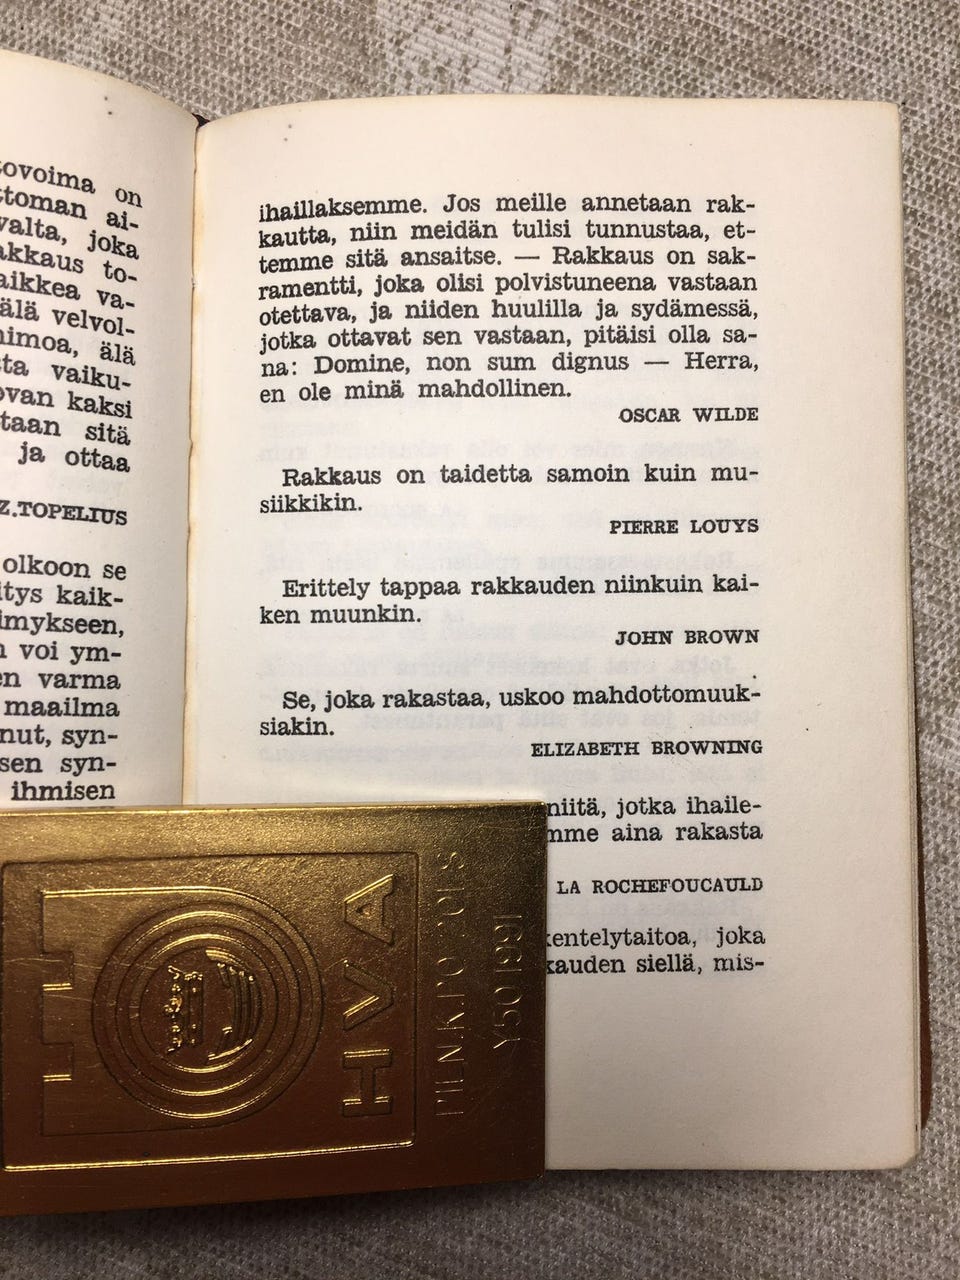 tovoima on
ttoman ai-
valta, joka
akkaus to-
aikkea va-
älä velvol-
himoa, älä
sta vaiku-
ovan kaksi
taan sitä
ja ottaa
Z.TOPELIUS
olkoon se
itys kaik-
imykseen,
n voi ym-
en varma
maailma
nut, syn-
sen syn-
ihmisen
ihaillaksemme. Jos meille annetaan rak-
kautta, niin meidän tulisi tunnustaa, et-
temme sitä ansaitse. — Rakkaus on sak-
ramentti, joka olisi polvistuneena vastaan
otettava, ja niiden huulilla ja sydämessä,
jotka ottavat sen vastaan, pitäisi olla sa-
na: Domine, non sum dignus — Herra,
en ole minä mahdollinen.
OSCAR WILDE
Rakkaus on taidetta samoin kuin mu-
siikkikin.
PIERRE LOUYS
Erittely tappaa rakkauden niinkuin kai-
ken muunkin.
JOHN BROWN
Se, joka rakastaa, uskoo mahdottomuuk-
siakin.
ELIZABETH BROWNING
niitä, jotka ihaile-
mme aina rakasta
LA ROCHEFOUCAULD
kentelytaitoa, joka
kauden siellä, mis-
HVA
Y50 1991